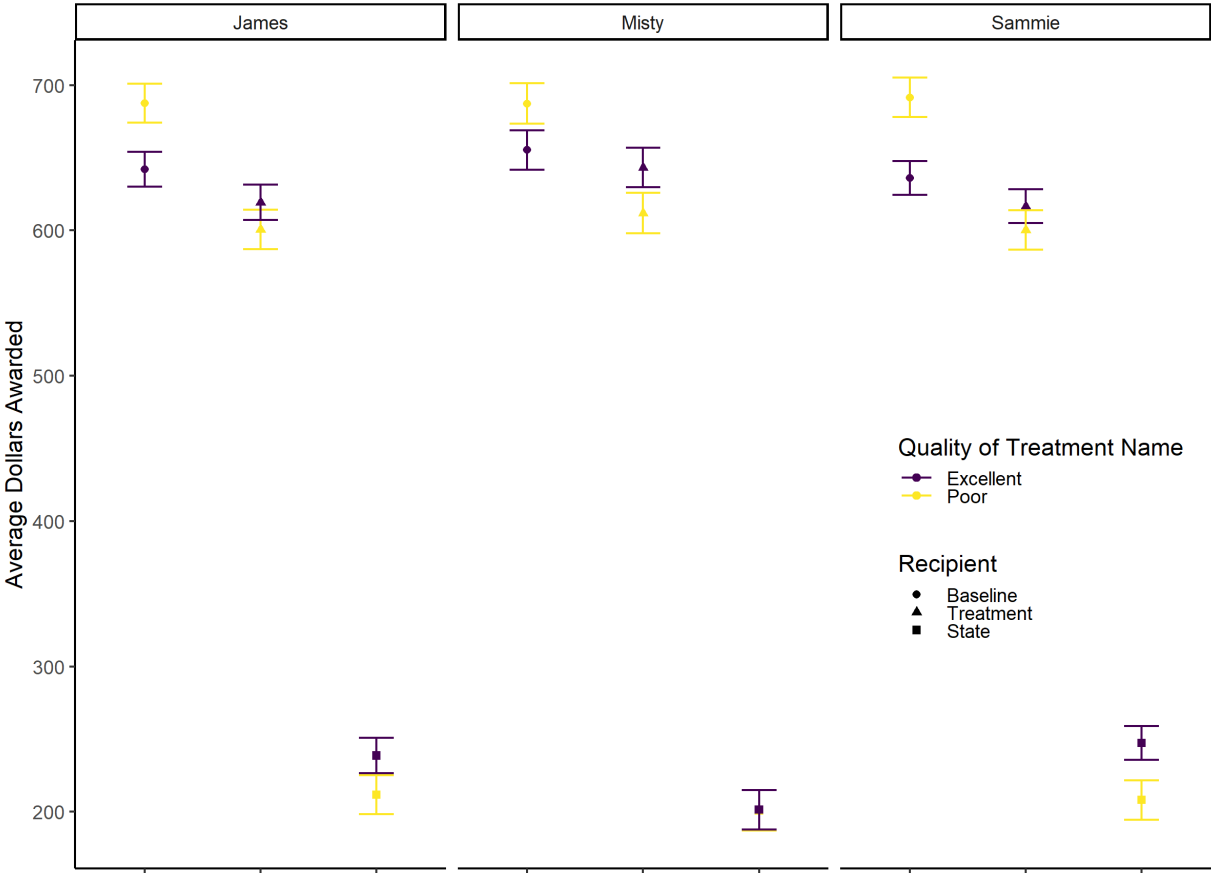 James
Misty
Sammie
Average Dollars Awarded
700
600
500
400
300
200
Quality of Treatment Name
Excellent
Poor
Recipient
Baseline
Treatment
State